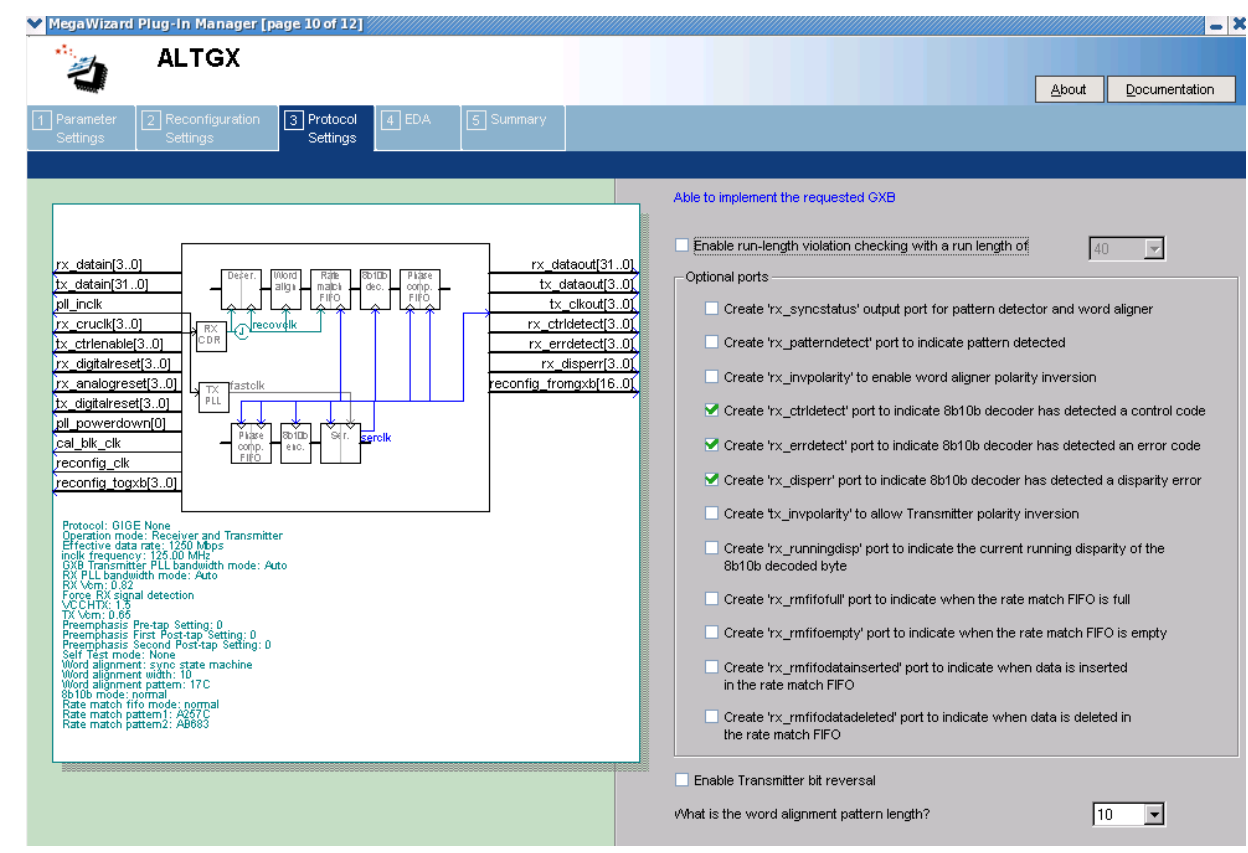 MegaWizard Plug-In Manager [page 10 of 12]
ALTGX
About
Documentation
1 Parameter Settings
2 Reconfiguration Settings
3 Protocol Settings
4 EDA
5 Summary
rx_datain[3..0]
tx_datain[31..0]
pll_inclk
rx_cruclk[3..0]
tx_ctrlenable[3..0]
rx_digitalreset[3..0]
rx_analogreset[3..0]
tx_digitalreset[3..0]
pll_powerdown[0]
cal_blk_clk
reconfig_clk
reconfig_togxb[3..0]
Deser.
Word align
Rate match FIFO
8b10b dec.
Phase comp. FIFO
RX CDR
recovclk
TX PLL
fastclk
Phase comp. FIFO
8b10b enc.
Ser.
serclk
rx_dataout[31..0]
tx_dataout[3..0]
tx_clkout[3..0]
rx_ctrldetect[3..0]
rx_errdetect[3..0]
rx_disperr[3..0]
reconfig_fromgxb[16..0]
Protocol: GIGE None
Operation mode: Receiver and Transmitter
Effective data rate: 1250 Mbps
inclk frequency: 125.00 MHz
GXB Transmitter PLL bandwidth mode: Auto
RX PLL bandwidth mode: Auto
RX Vcm: 0.82
Force RX signal detection
VCCHTX: 1.5
TX Vcm: 0.65
Preemphasis Pre-tap Setting: 0
Preemphasis First Post-tap Setting: 0
Preemphasis Second Post-tap Setting: 0
Self Test mode: None
Word alignment: sync state machine
Word alignment width: 10
Word alignment pattern: 17C
8b10b mode: normal
Rate match fifo mode: normal
Rate match pattern1: A257C
Rate match pattern2: AB683
Able to implement the requested GXB
Enable run-length violation checking with a run length of
40
Optional ports
Create 'rx_syncstatus' output port for pattern detector and word aligner
Create 'rx_patterndetect' port to indicate pattern detected
Create 'rx_invpolarity' to enable word aligner polarity inversion
Create 'rx_ctrldetect' port to indicate 8b10b decoder has detected a control code
Create 'rx_errdetect' port to indicate 8b10b decoder has detected an error code
Create 'rx_disperr' port to indicate 8b10b decoder has detected a disparity error
Create 'tx_invpolarity' to allow Transmitter polarity inversion
Create 'rx_runningdisp' port to indicate the current running disparity of the
8b10b decoded byte
Create 'rx_rmfifofull' port to indicate when the rate match FIFO is full
Create 'rx_rmfifoempty' port to indicate when the rate match FIFO is empty
Create 'rx_rmfifodatainserted' port to indicate when data is inserted
in the rate match FIFO
Create 'rx_rmfifodatadeleted' port to indicate when data is deleted in
the rate match FIFO
Enable Transmitter bit reversal
What is the word alignment pattern length?
10